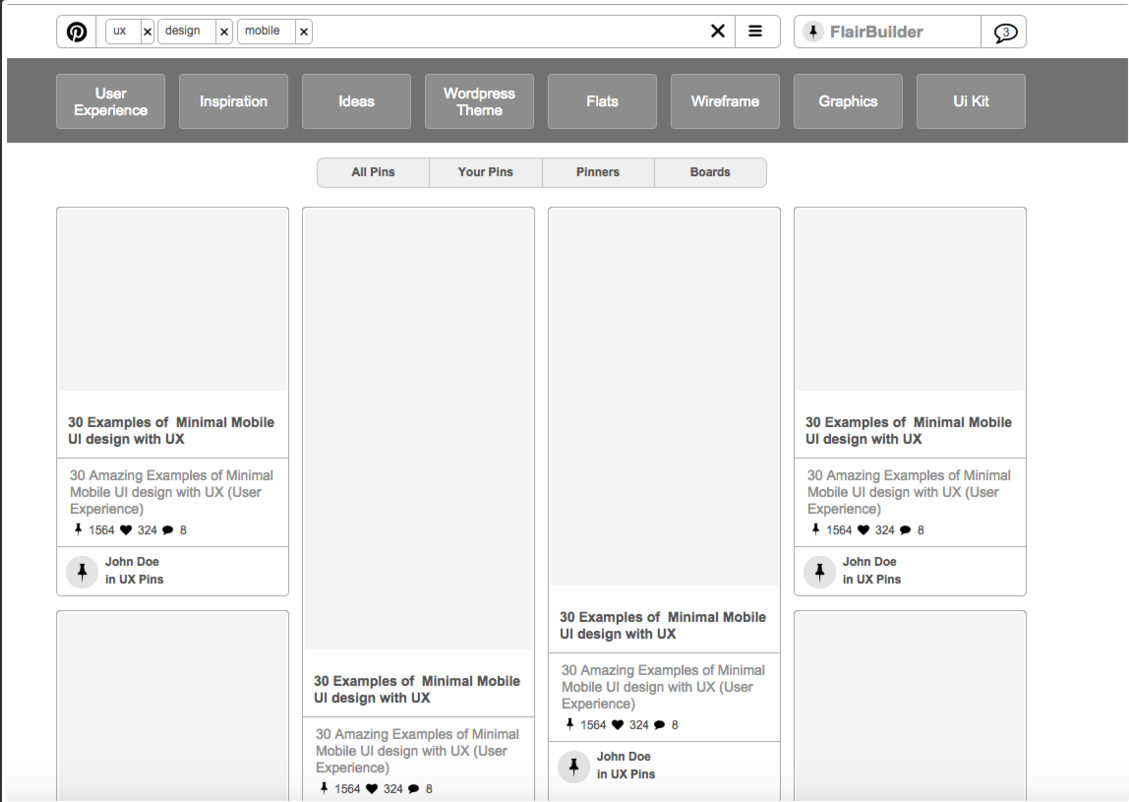 ux
design
mobile
FlairBuilder
3
User
Experience
Inspiration
Ideas
Wordpress
Theme
Flats
Wireframe
Graphics
Ui Kit
All Pins
Your Pins
Pinners
Boards
30 Examples of  Minimal Mobile
UI design with UX
30 Amazing Examples of Minimal
Mobile UI design with UX (User
Experience)
1564 324 8
John Doe
in UX Pins
30 Examples of  Minimal Mobile
UI design with UX
30 Amazing Examples of Minimal
Mobile UI design with UX (User
Experience)
1564 324 8
30 Examples of  Minimal Mobile
UI design with UX
30 Amazing Examples of Minimal
Mobile UI design with UX (User
Experience)
1564 324 8
John Doe
in UX Pins
30 Examples of  Minimal Mobile
UI design with UX
30 Amazing Examples of Minimal
Mobile UI design with UX (User
Experience)
1564 324 8
John Doe
in UX Pins